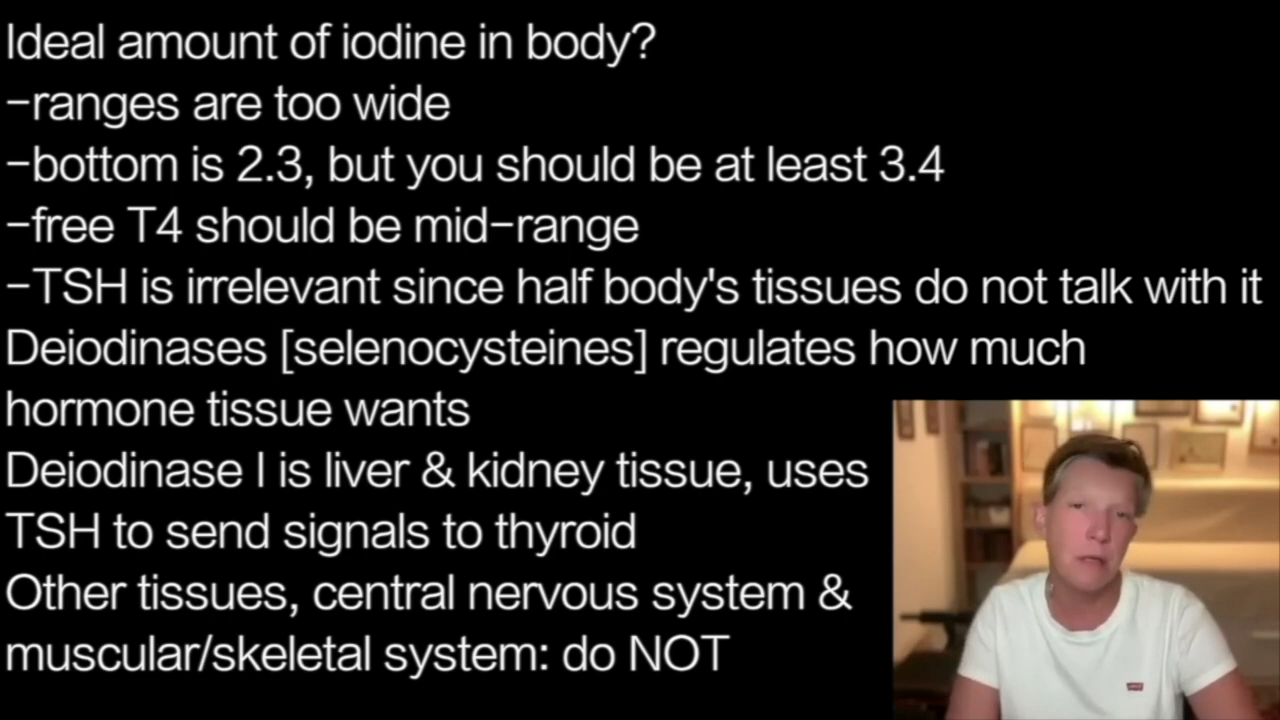 Ideal amount of iodine in body?
-ranges are too wide
-bottom is 2.3, but you should be at least 3.4
-free T4 should be mid-range
-TSH is irrelevant since half body's tissues do not talk with it
Deiodinases [selenocysteines] regulates how much
hormone tissue wants
Deiodinase I is liver & kidney tissue, uses
TSH to send signals to thyroid
Other tissues, central nervous system &
muscular/skeletal system: do NOT